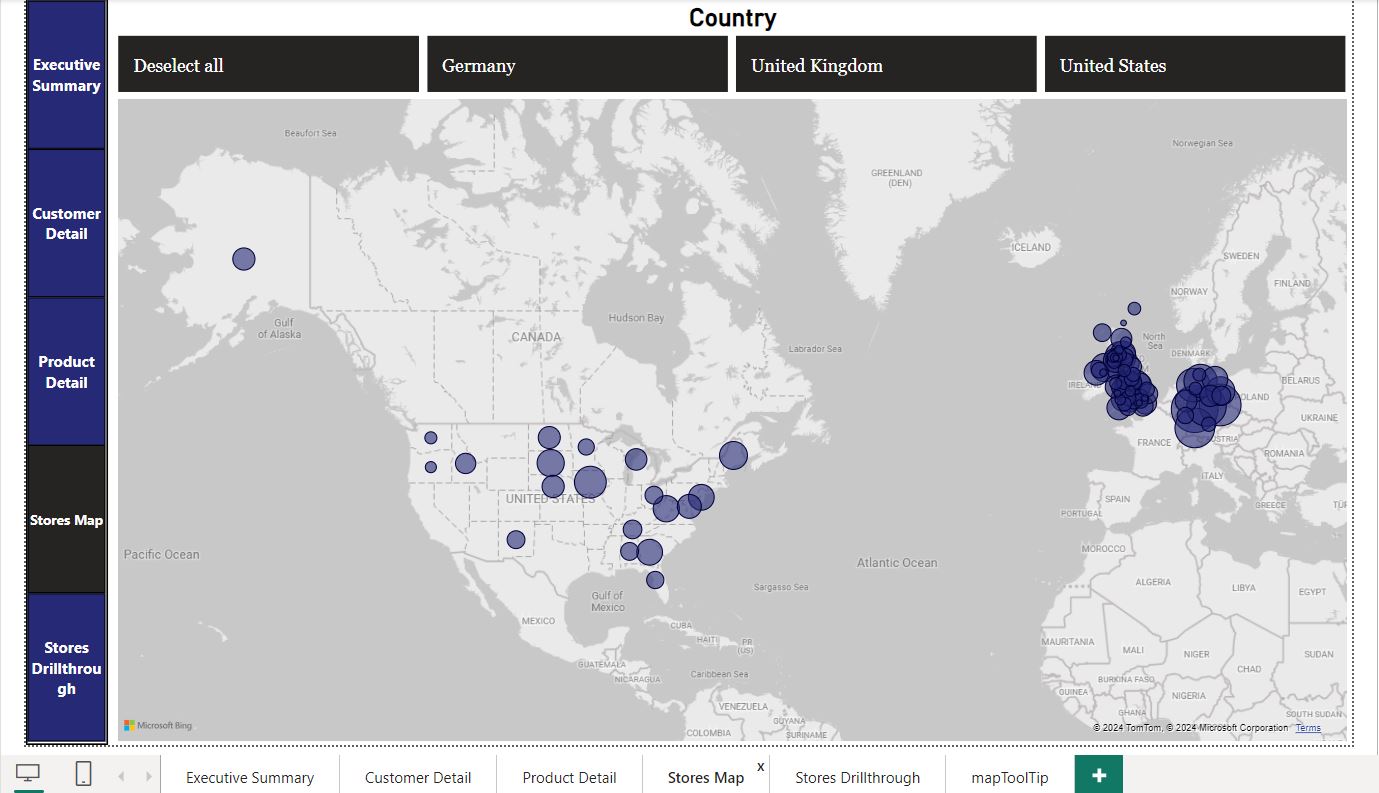 Country
Executive
Summary
Customer
Detail
Product
Detail
Stores Map
Stores
Drillthrou
gh
Deselect all
Germany
United Kingdom
United States
Beaufort Sea
Norwegian Sea
GREENLAND
(DEN)
ICELAND
SWEDEN
FINLAND
NORWAY
Gulf
of Alaska
Hudson Bay
CANADA
Labrador Sea
North
Sea
DENMARK
BELARUS
UKRAINE
FRANCE
ROMANIA
ITALY
SPAIN
GREECE
PORTUGAL
UNITED STATES
Pacific Ocean
Atlantic Ocean
MOROCCO
Sargasso Sea
ALGERIA
LIBYA
EGYPT
Gulf of
Mexico
MEXICO
CUBA
HAITI
PR
(US)
MAURITANIA
MALI
NIGER
SUDAN
CHAD
GUATEMALA
NICARAGUA
Caribbean Sea
BURKINA FASO
GUINEA
NIGERIA
VENEZUELA
GHANA
SOUTH SUDAN
GUYANA
COLOMBIA
SURINAME
Microsoft Bing
© 2024 TomTom, © 2024 Microsoft Corporation Terms
Executive Summary
Customer Detail
Product Detail
Stores Map
x
Stores Drillthrough
mapToolTip
+